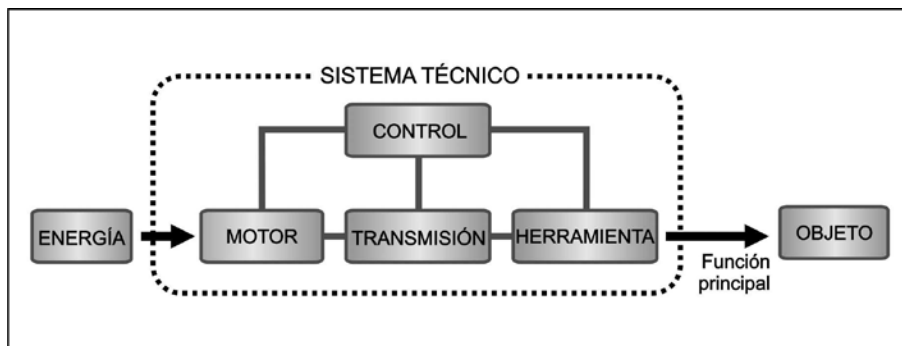 SISTEMA TÉCNICO
CONTROL
ENERGÍA
MOTOR
TRANSMISIÓN
HERRAMIENTA
OBJETO
Función
principal